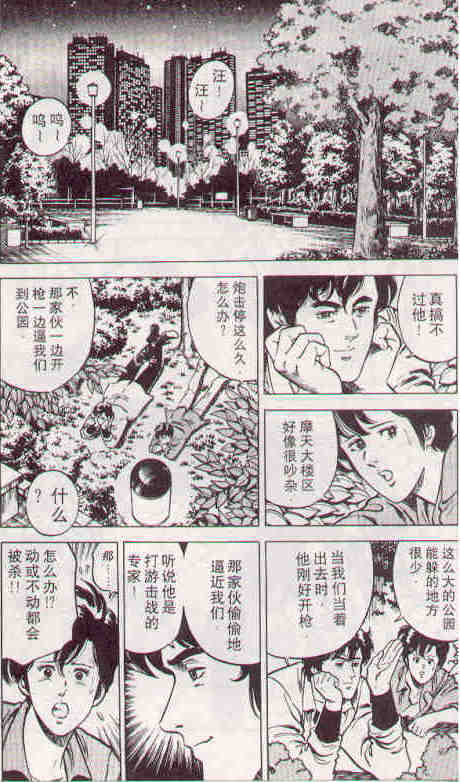 汪！
汪～
呜～
呜～
真搞不
过他！
摩天大楼区
好像很吵杂．
炮击停这么久．
怎么办？
不．
那家伙一边开
枪一边逼我们
到公园．
什么
？
这么大的公园
能躲的地方
很少．
当我们当着
出去时．
他刚好开枪．
那家伙偷偷地
逼近我们．
听说他是
打游击战的
专家！
那……
怎么办!?
动或不动都会
被杀!!